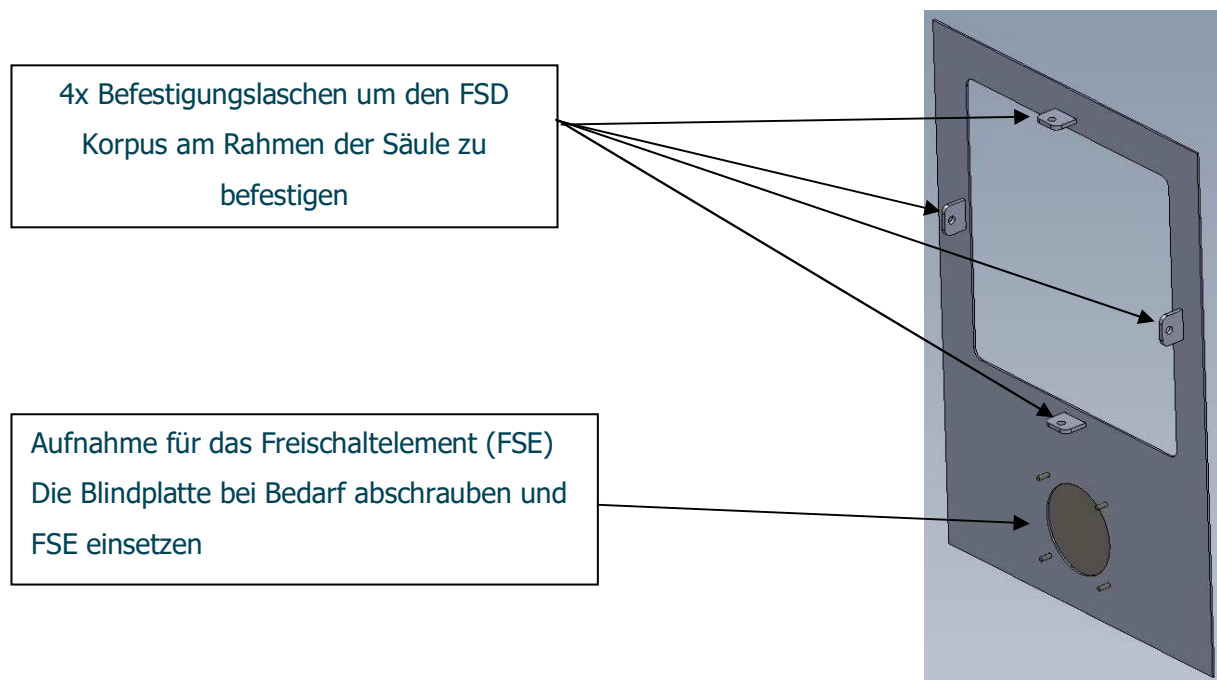 4x Befestigungslaschen um den FSD
Korpus am Rahmen der Säule zu
befestigen
Aufnahme für das Freischaltelement (FSE)
Die Blindplatte bei Bedarf abschrauben und
FSE einsetzen